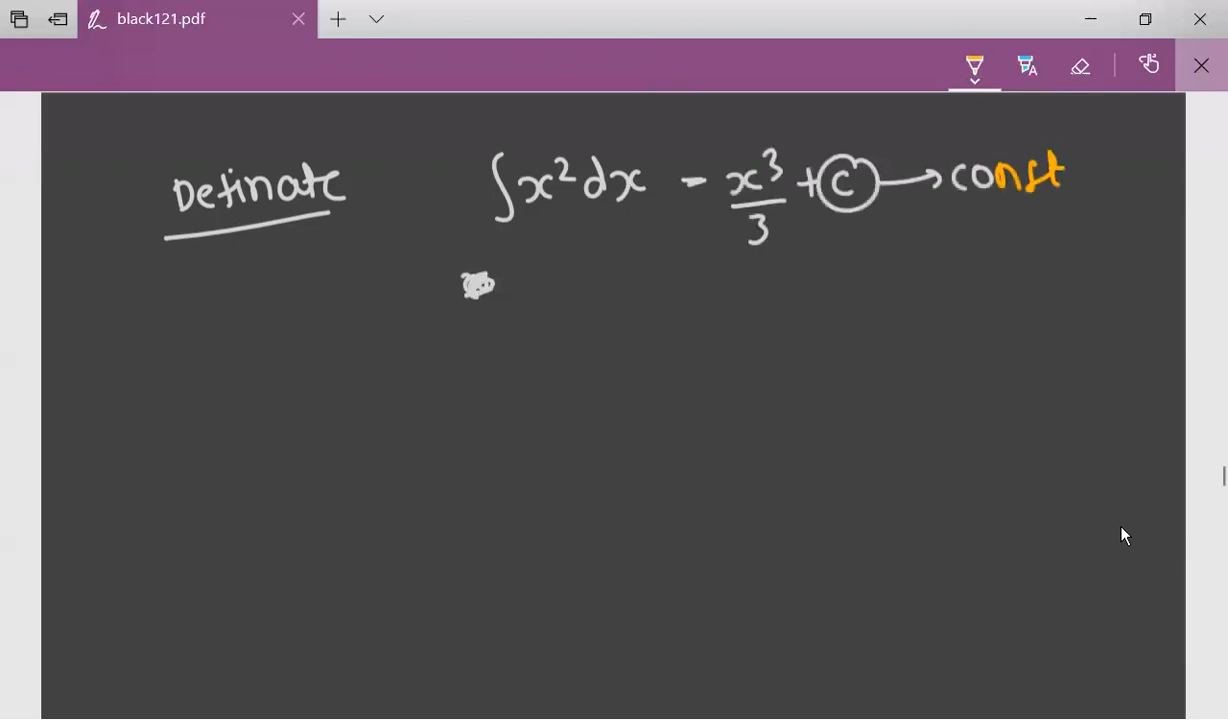 black121.pdf
Definate ∫x²dx - x³/3 + C → const